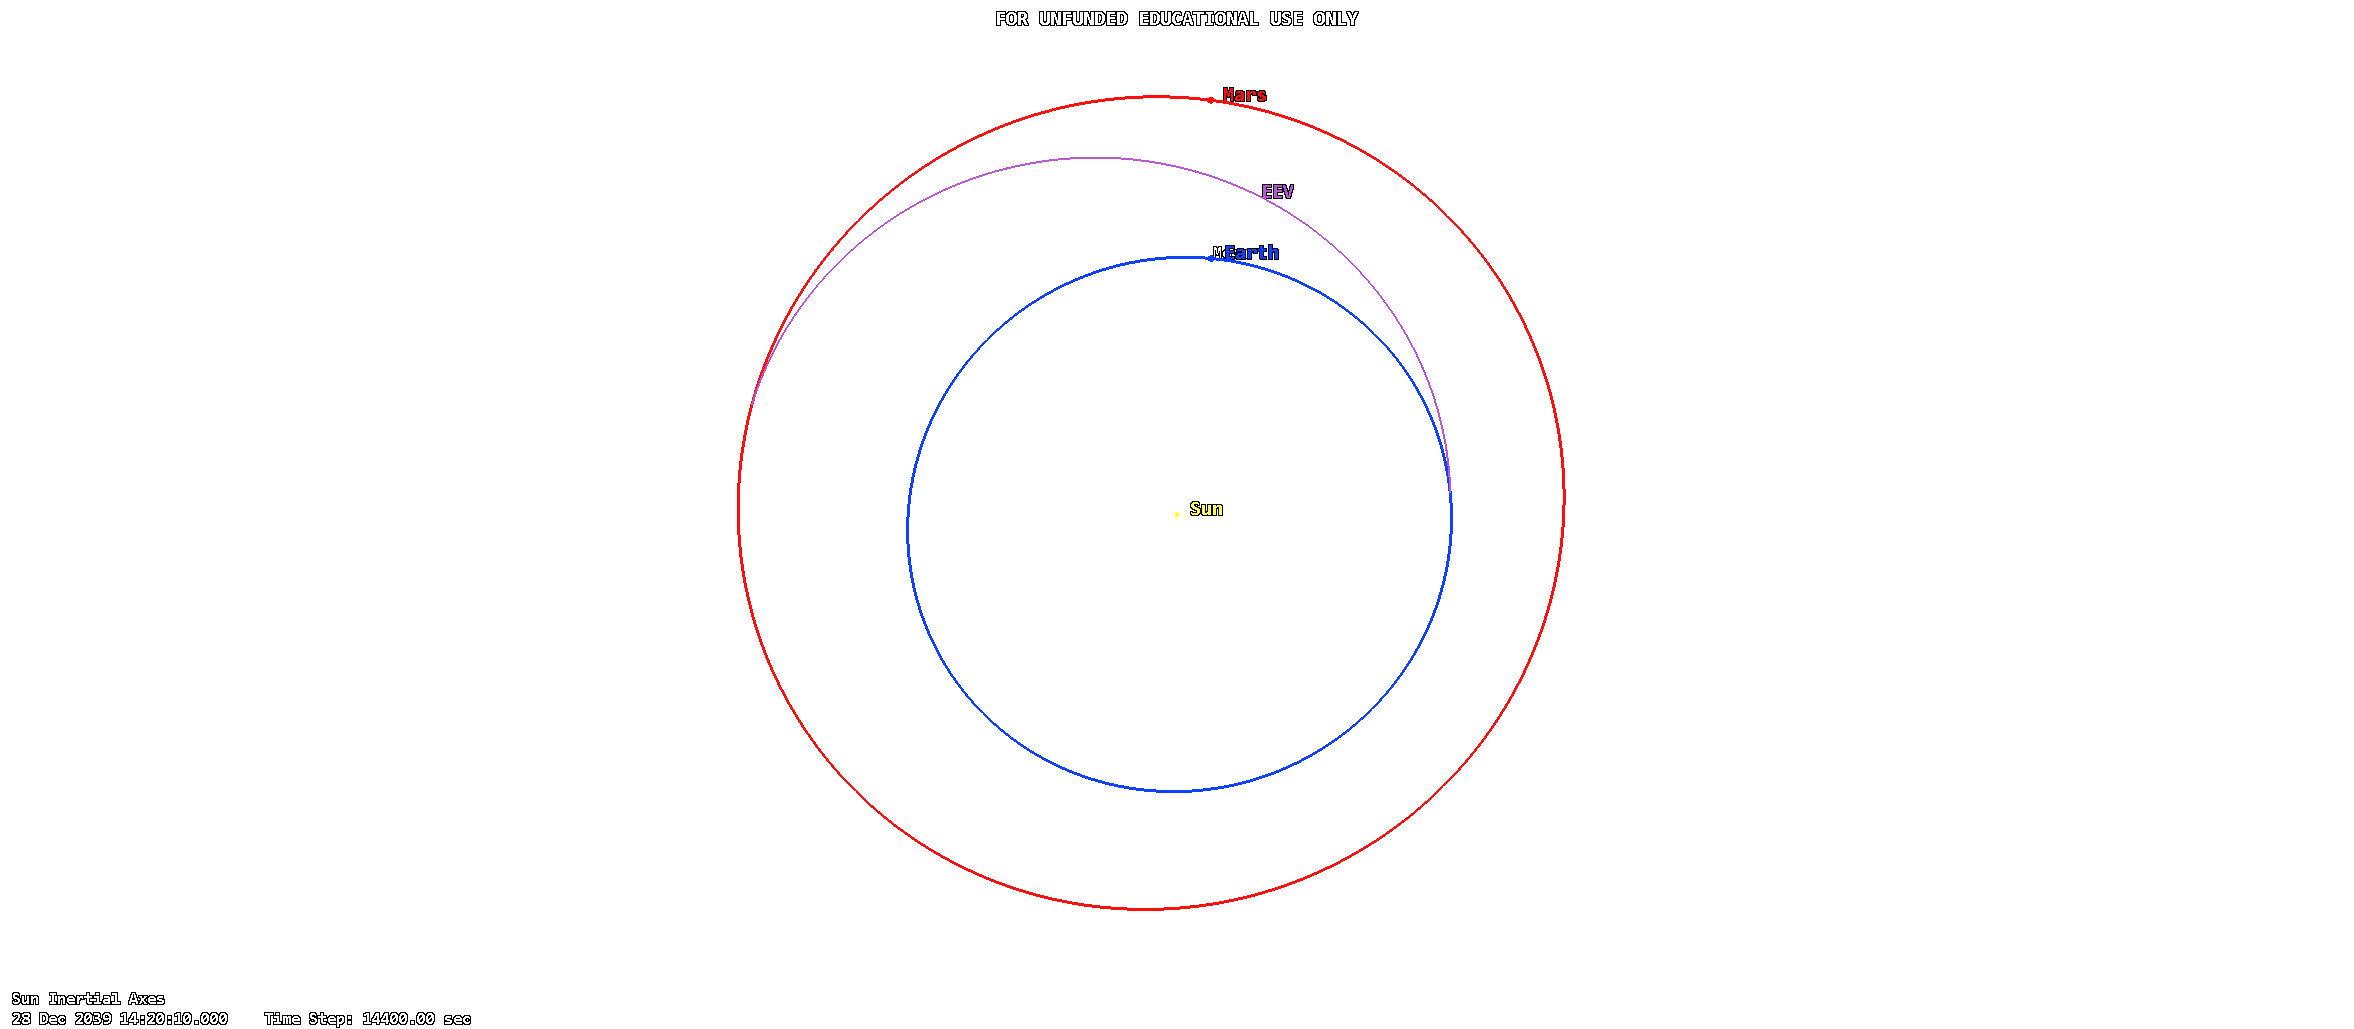 FOR UNFUNDED EDUCATIONAL USE ONLY
Mars
EEV
Earth
Sun
Sun Inertial Axes
28 Dec 2039 14:20:10.000 Time Step: 14400.00 sec